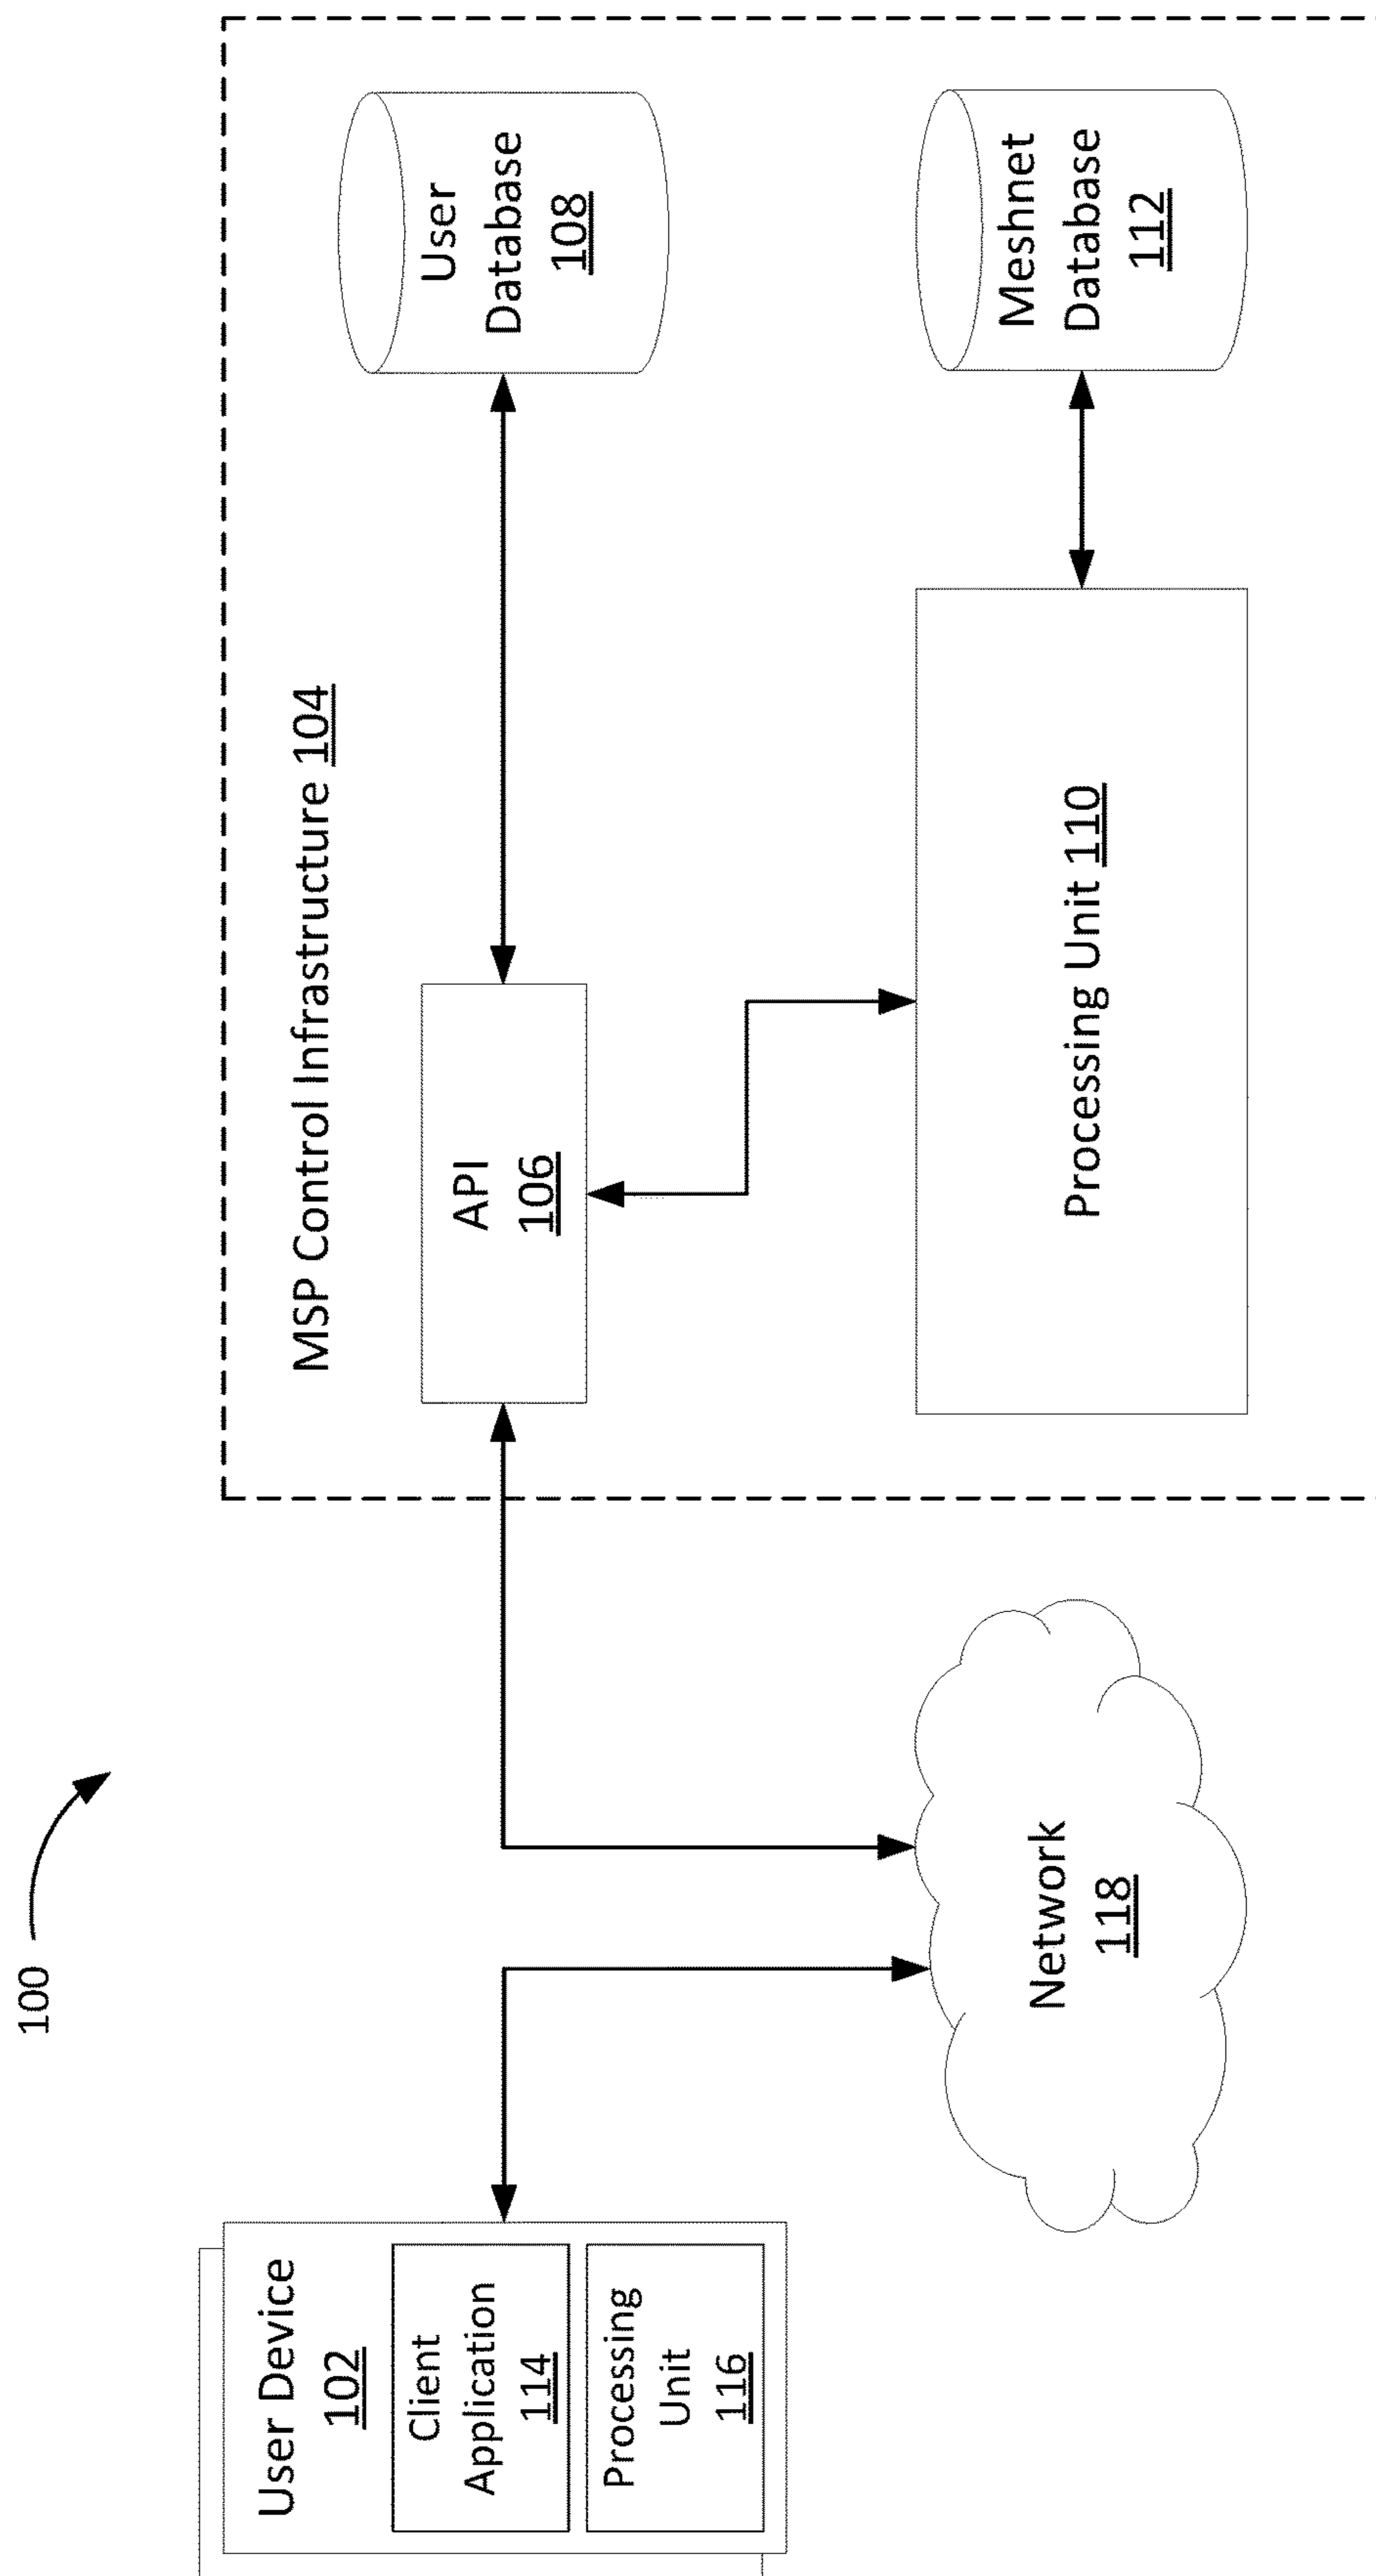 100
User Device
102
Client
Application
114
Processing
Unit
116
Network
118
MSP Control Infrastructure 104
API
106
User
Database
108
Processing Unit 110
Meshnet
Database
112